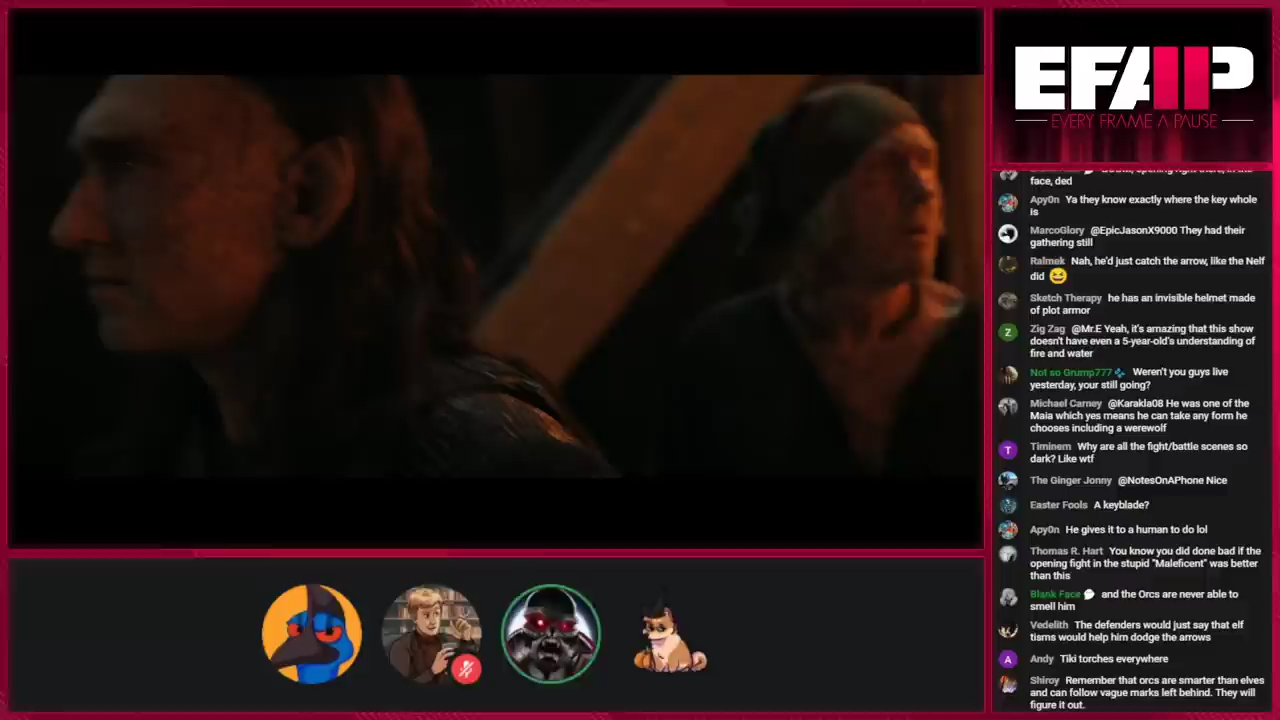 EFAP
EVERY FRAME A PAUSE
face, ded
Apy0n Ya they know exactly where the key whole
is
MarcoGlory @EpicJasonX9000 They had their
gathering still
Ralmek Nah, he'd just catch the arrow, like the Nelf
did 😆
Sketch Therapy he has an invisible helmet made
of plot armor
Z
Zig Zag @Mr.E Yeah, it's amazing that this show
doesn't have even a 5-year-old's understanding of
fire and water
Not so Grump777 Weren't you guys live
yesterday, your still going?
Michael Carney @Karakla08 He was one of the
Maia which yes means he can take any form he
chooses including a werewolf
T
Timinem Why are all the fight/battle scenes so
dark? Like wtf
The Ginger Jonny @NotesOnAPhone Nice
Easter Fools A keyblade?
Apy0n He gives it to a human to do lol
Thomas R. Hart You know you did done bad if the
opening fight in the stupid "Maleficent" was better
than this
Blank Face and the Orcs are never able to
smell him
Vedelith The defenders would just say that elf
tisms would help him dodge the arrows
A
Andy Tiki torches everywhere
Shiroy Remember that orcs are smarter than elves
and can follow vague marks left behind. They will
figure it out.